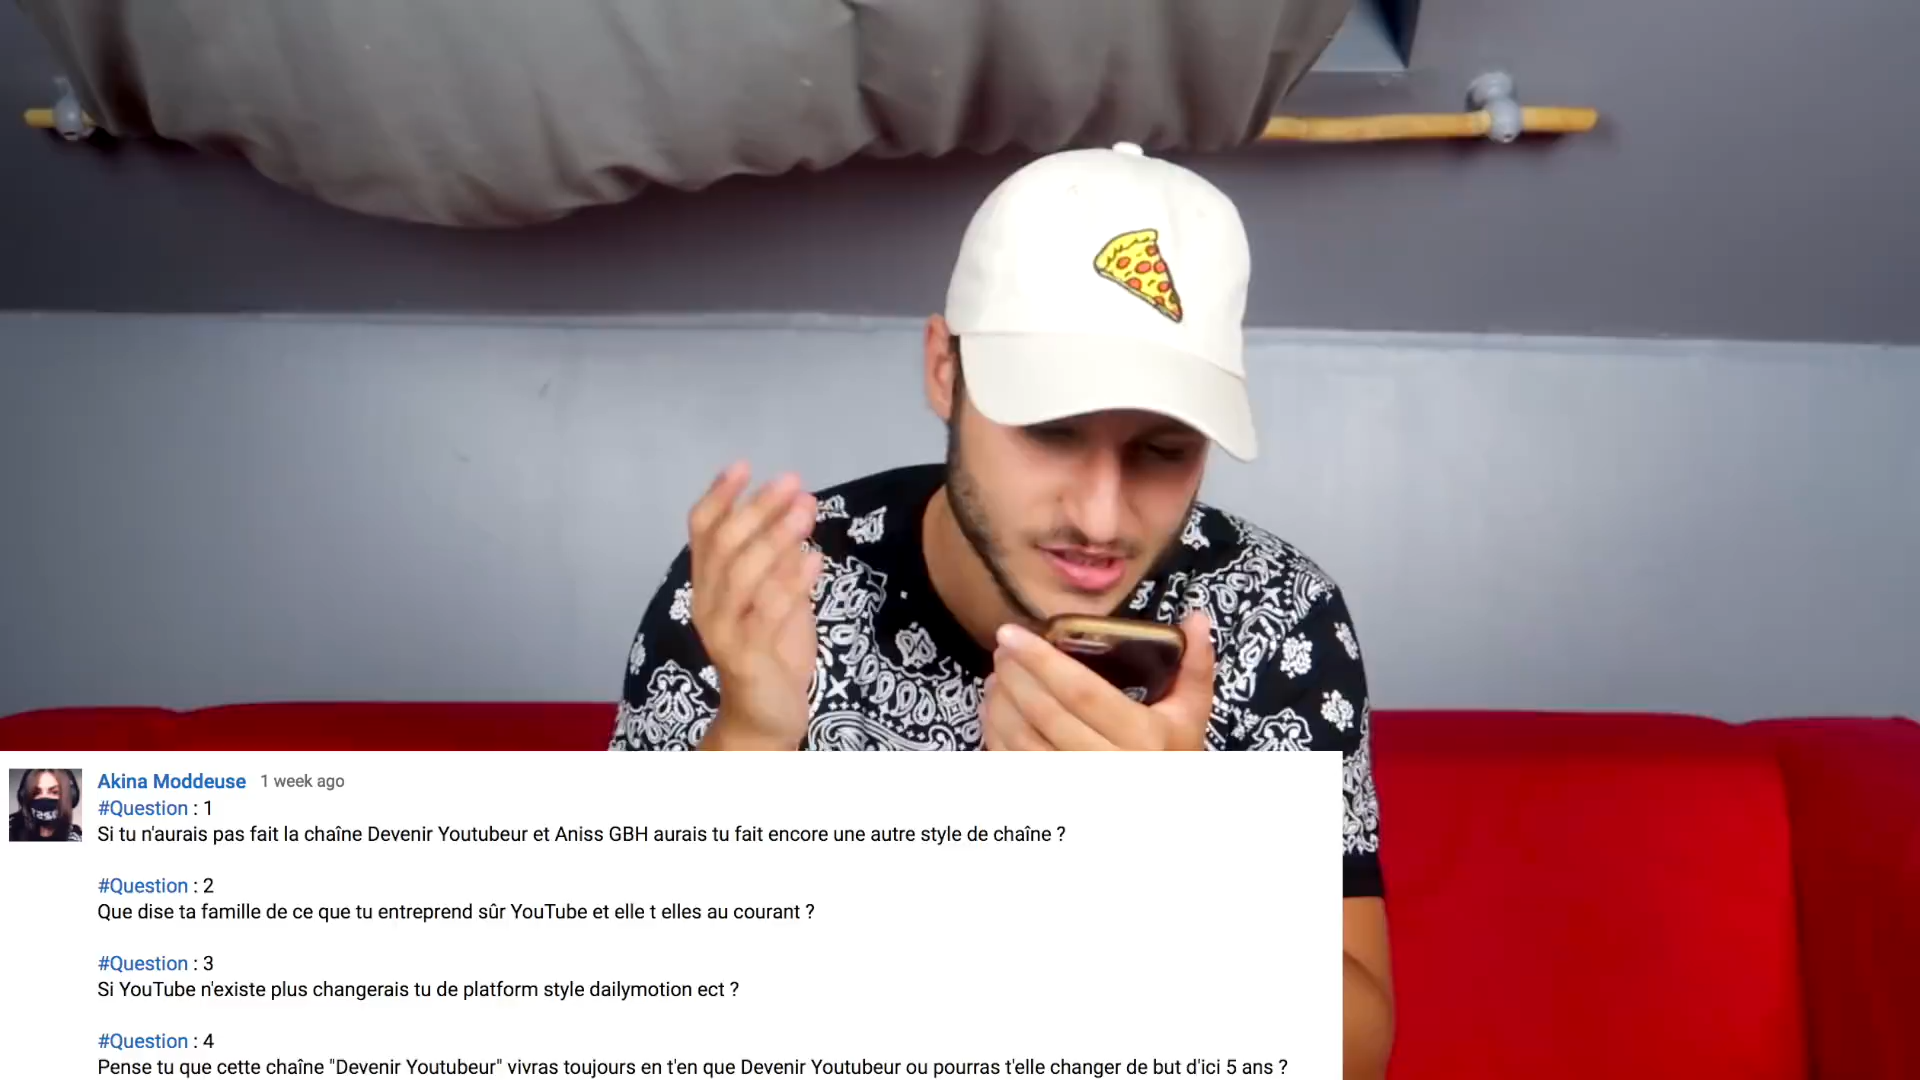 Akina Moddeuse 1 week ago
#Question : 1
Si tu n'aurais pas fait la chaîne Devenir Youtubeur et Aniss GBH aurais tu fait encore une autre style de chaîne ?
#Question : 2
Que dise ta famille de ce que tu entreprend sûr YouTube et elle t elles au courant ?
#Question : 3
Si YouTube n'existe plus changerais tu de platform style dailymotion ect ?
#Question : 4
Pense tu que cette chaîne "Devenir Youtubeur" vivras toujours en t'en que Devenir Youtubeur ou pourras t'elle changer de but d'ici 5 ans ?